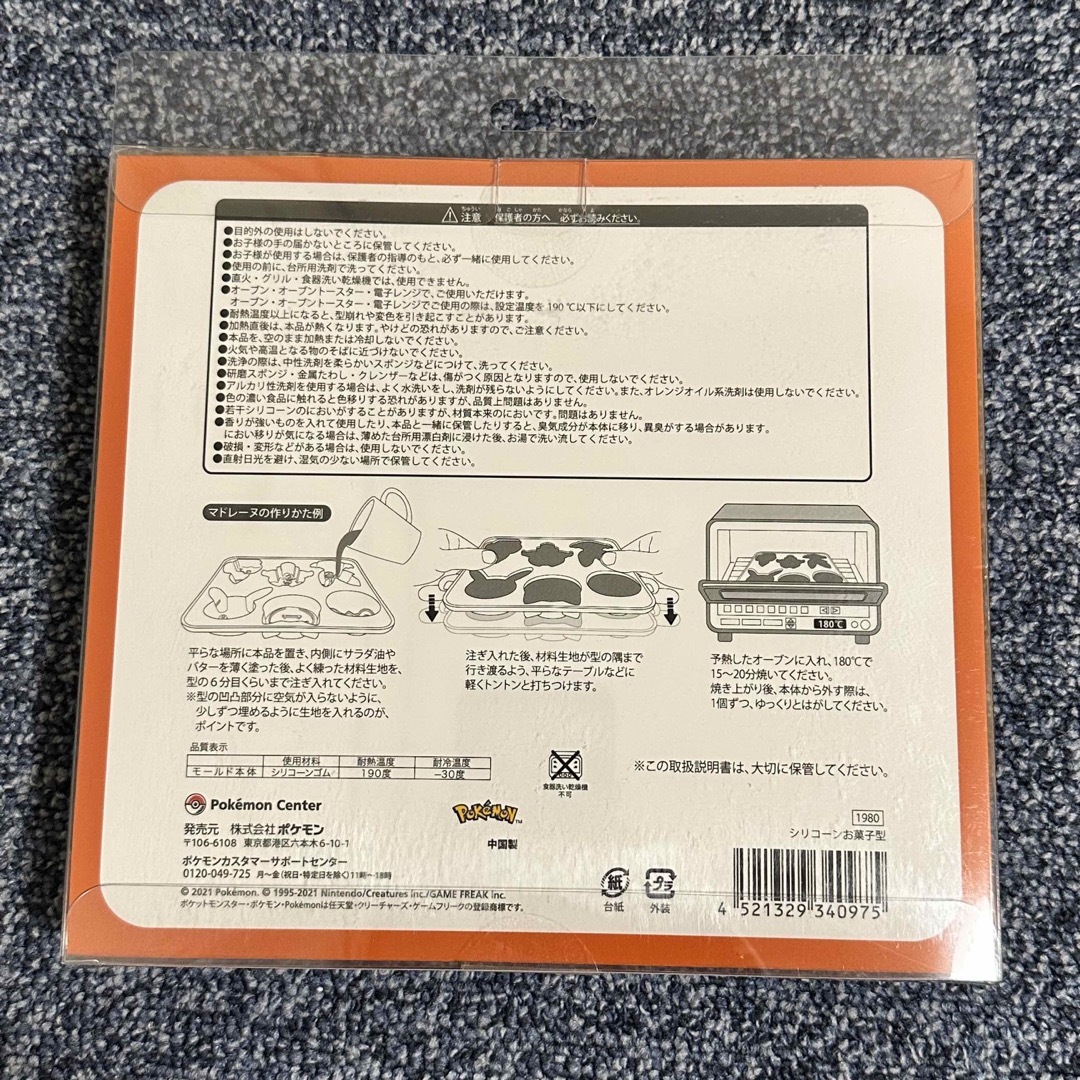 ⚠注意 保護者の方へ 必ずお読みください。
●目的外の使用はしないでください。
●お子様の手の届かないところに保管してください。
●お子様が使用する場合は、保護者の指導のもと、必ず一緒に使用してください。
●使用の前に、台所用洗剤で洗ってください。
●直火・グリル・食器洗い乾燥機では、使用できません。
●オーブン・オーブントースター・電子レンジで、ご使用いただけます。
オーブン・オーブントースター・電子レンジでご使用の際は、設定温度を190℃以下にしてください。
●耐熱温度以上になると、型崩れや変色を引き起こすことがあります。
●加熱直後は、本品が熱くなります。やけどの恐れがありますので、ご注意ください。
●本品を、空のまま加熱または冷却しないでください。
●火気や高温となる物のそばに近づけないでください。
●洗浄の際は、中性洗剤を柔らかいスポンジなどにつけて、洗ってください。
●研磨スポンジ・金属たわし・クレンザーなどは、傷がつく原因となりますので、使用しないでください。
●アルカリ性洗剤を使用する場合は、よく水洗いをし、洗剤が残らないようにしてください。また、オレンジオイル系洗剤は使用しないでください。
●色の濃い食品に触れると色移りする恐れがありますが、品質上問題はありません。
●若干シリコーンのにおいがすることがありますが、材質本来のにおいです。問題はありません。
●香りが強いものを入れて使用したり、本品と一緒に保管したりすると、臭気成分が本体に移り、異臭がする場合があります。
におい移りが気になる場合は、薄めた台所用漂白剤に浸けた後、お湯で洗い流してください。
●破損・変形などがある場合は、使用しないでください。
●直射日光を避け、湿気の少ない場所で保管してください。
マドレーヌの作りかた例
平らな場所に本品を置き、内側にサラダ油や
バターを薄く塗った後、よく練った材料生地を、
型の6分目くらいまで注ぎ入れてください。
※型の凹凸部分に空気が入らないように、
少しずつ埋めるように生地を入れるのが、
ポイントです。
注ぎ入れた後、材料生地が型の隅まで
行き渡るよう、平らなテーブルなどに
軽くトントンと打ちつけます。
180℃
予熱したオーブンに入れ、180℃で
15〜20分焼いてください。
焼き上がり後、本体から外す際は、
1個ずつ、ゆっくりとはがしてください。
品質表示
使用材料 耐熱温度 耐冷温度
モールド本体 シリコーンゴム 190度 −30度
食器洗い乾燥機
不可
※この取扱説明書は、大切に保管してください。
Pokémon Center
発売元 株式会社ポケモン
〒106-6108 東京都港区六本木6-10-1
ポケモンカスタマーサポートセンター
0120-049-725 月〜金(祝日・特定日を除く)11時〜18時
© 2021 Pokémon. © 1995-2021 Nintendo/Creatures Inc./GAME FREAK Inc.
ポケットモンスター・ポケモン・Pokémonは任天堂・クリーチャーズ・ゲームフリークの登録商標です。
POKéMON™
中国製
紙
台紙
プラ
外装
1980
シリコーンお菓子型
4 521329 340975